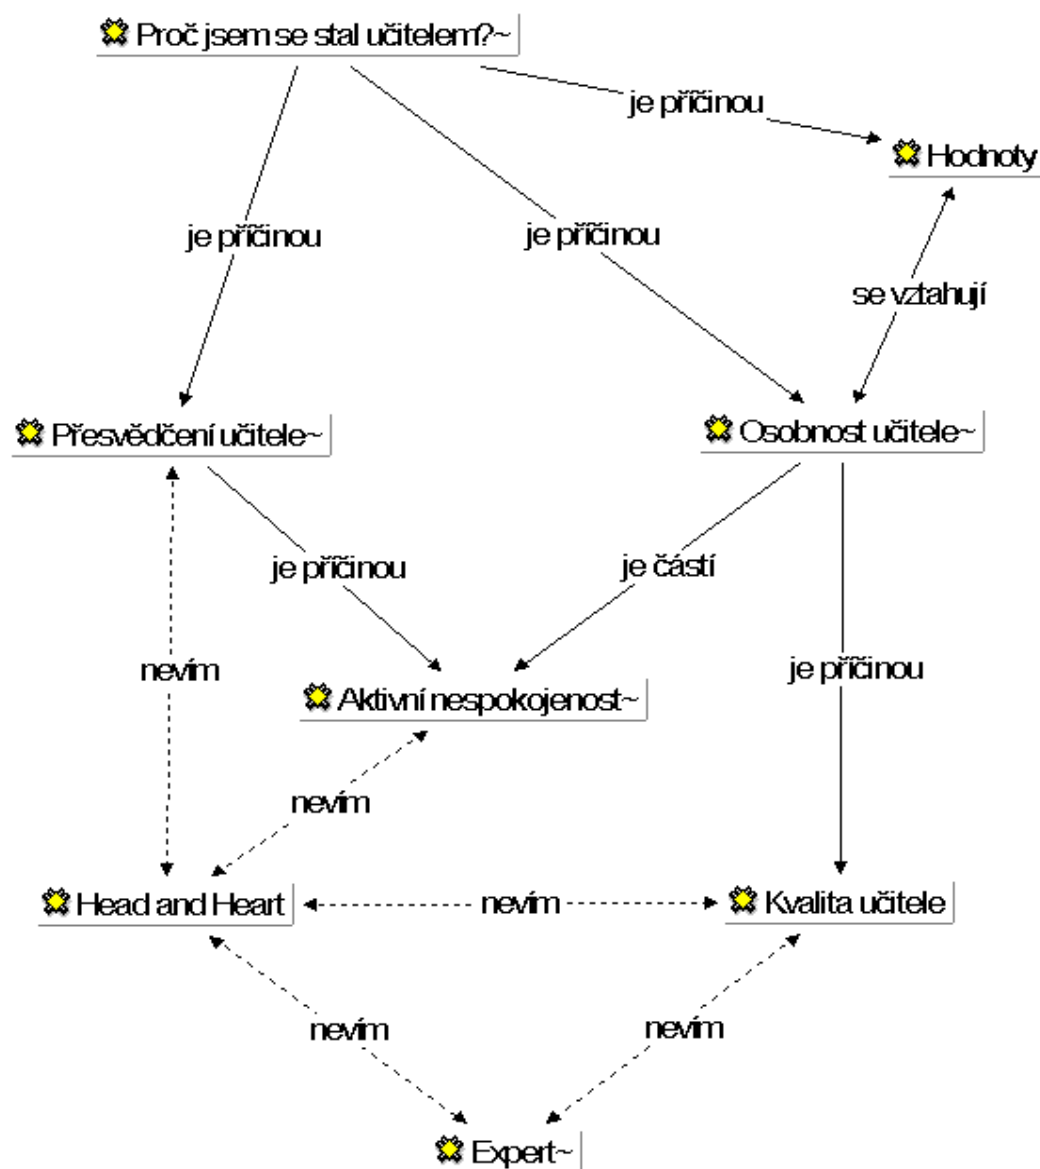 Proč jsem se stal učitelem?~
je příčinou
Hodnoty
je příčinou
je příčinou
se vztahují
Přesvědčení učitele~
Osobnost učitele~
je příčinou
je částí
nevím
je příčinou
Aktivní nespokojenost~
nevím
Head and Heart
nevím
Kvalita učitele
nevím
nevím
Expert~